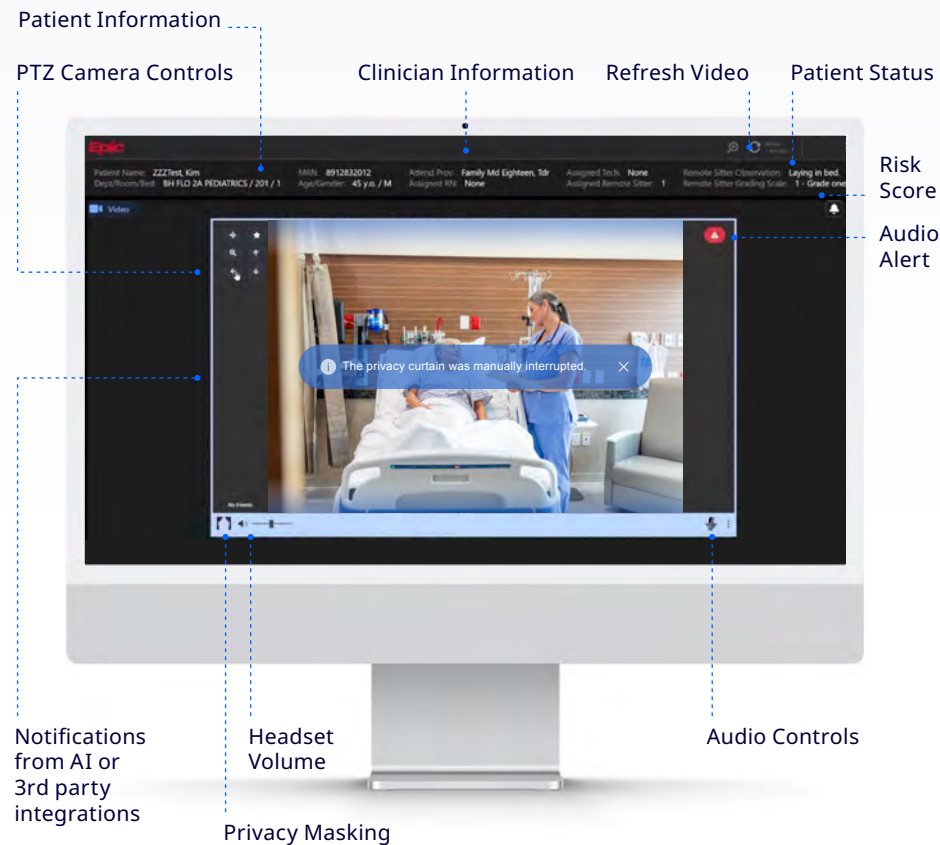 Patient Information
PTZ Camera Controls
Clinician Information
Refresh Video
Patient Status
Epic
Patient Name: ZZZTest, Kim
MRN: 8912832012
Attend Prov: Family Md Eighteen, Tdr
Assigned Tech: None
Remote Sitter Observation: Laying in bed.
Dept/Room/Bed: BH FLO 2A PEDIATRICS / 201 / 1
Age/Gender: 45 y.o. / M
Assigned RN: None
Assigned Remote Sitter: 1
Remote Sitter Grading Scale: 1 - Grade one
Risk
Score
Video
Audio
Alert
The privacy curtain was manually interrupted.
Notifications
from AI or
3rd party
integrations
Headset
Volume
Audio Controls
Privacy Masking